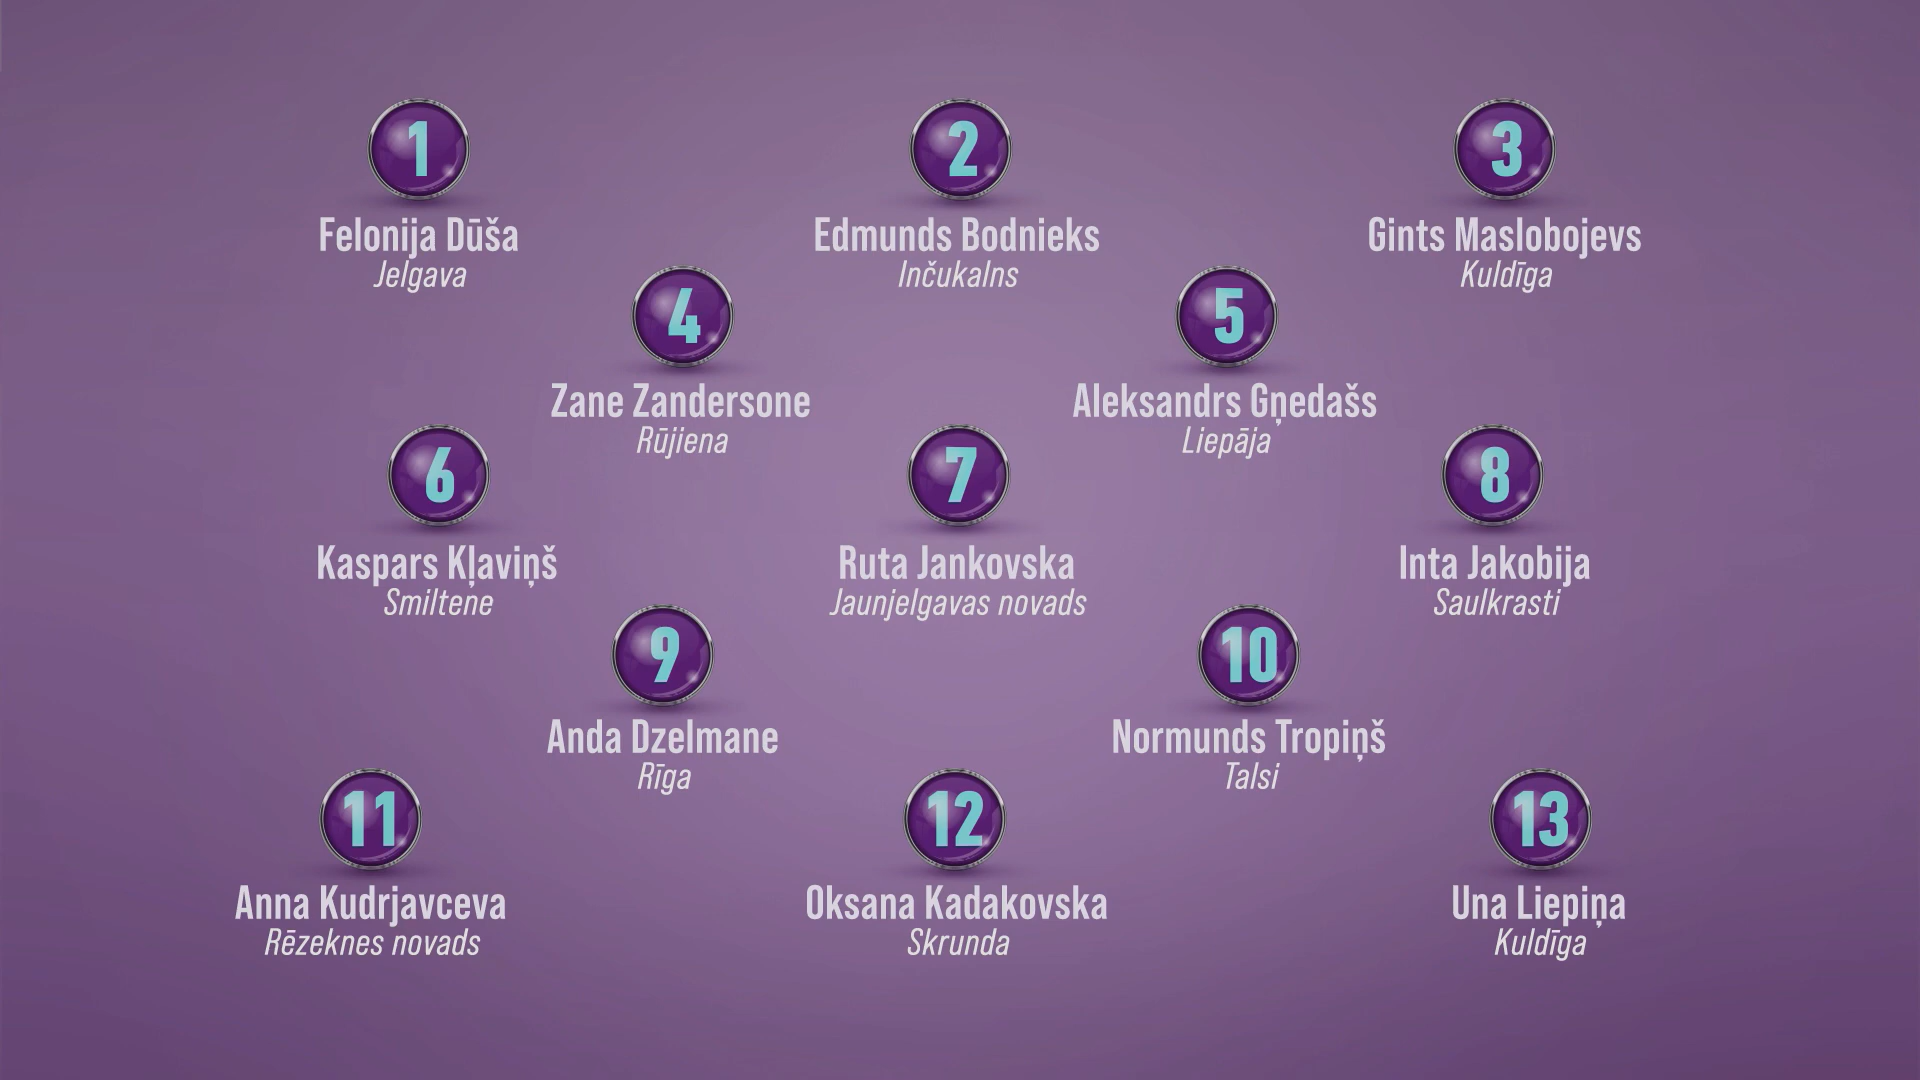 1
Felonija Dūša
Jelgava
2
Edmunds Bodnieks
Inčukalns
3
Gints Maslobojevs
Kuldīga
4
Zane Zandersone
Rūjiena
5
Aleksandrs Gņedašs
Liepāja
6
Kaspars Kļaviņš
Smiltene
7
Ruta Jankovska
Jaunjelgavas novads
8
Inta Jakobija
Saulkrasti
9
Anda Dzelmane
Rīga
10
Normunds Tropiņš
Talsi
11
Anna Kudrjavceva
Rēzeknes novads
12
Oksana Kadakovska
Skrunda
13
Una Liepiņa
Kuldīga